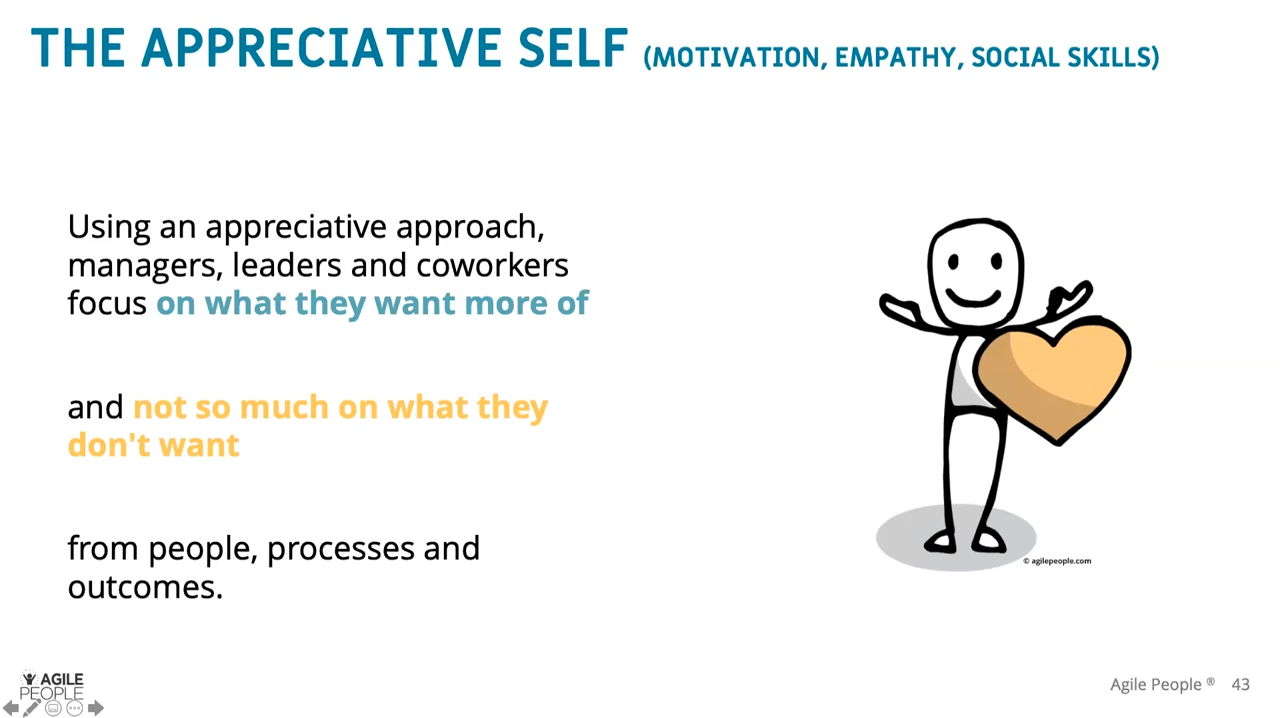 THE APPRECIATIVE SELF (MOTIVATION, EMPATHY, SOCIAL SKILLS)
Using an appreciative approach,
managers, leaders and coworkers
focus on what they want more of
and not so much on what they
don't want
from people, processes and
outcomes.
© agilepeople.com
AGILE
PEOPLE
Agile People ® 43